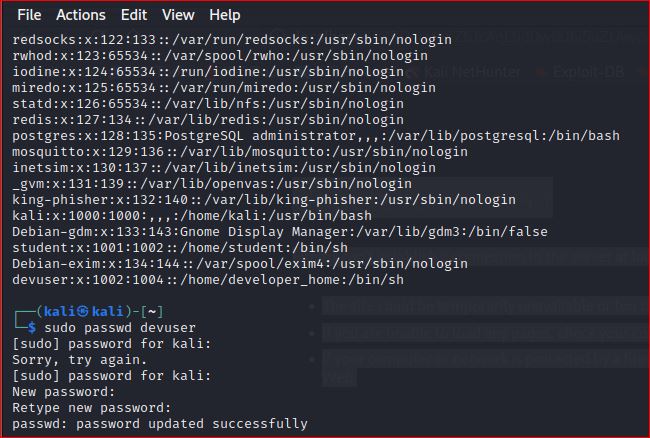 File Actions Edit View Help
redsocks:x:122:133::/var/run/redsocks:/usr/sbin/nologin
rwhod:x:123:65534::/var/spool/rwho:/usr/sbin/nologin
iodine:x:124:65534::/run/iodine:/usr/sbin/nologin
miredo:x:125:65534::/var/run/miredo:/usr/sbin/nologin
statd:x:126:65534::/var/lib/nfs:/usr/sbin/nologin
redis:x:127:134::/var/lib/redis:/usr/sbin/nologin
postgres:x:128:135:PostgreSQL administrator,,,:/var/lib/postgresql:/bin/bash
mosquitto:x:129:136::/var/lib/mosquitto:/usr/sbin/nologin
inetsim:x:130:137::/var/lib/inetsim:/usr/sbin/nologin
_gvm:x:131:139::/var/lib/openvas:/usr/sbin/nologin
king-phisher:x:132:140::/var/lib/king-phisher:/usr/sbin/nologin
kali:x:1000:1000:,,,:/home/kali:/usr/bin/bash
Debian-gdm:x:133:143:Gnome Display Manager:/var/lib/gdm3:/bin/false
student:x:1001:1002::/home/student:/bin/sh
Debian-exim:x:134:144::/var/spool/exim4:/usr/sbin/nologin
devuser:x:1002:1004::/home/developer_home:/bin/sh
┌──(kali㉿kali)-[~]
└─$ sudo passwd devuser
[sudo] password for kali:
Sorry, try again.
[sudo] password for kali:
New password:
Retype new password:
passwd: password updated successfully
Kali NetHunter Exploit-DB